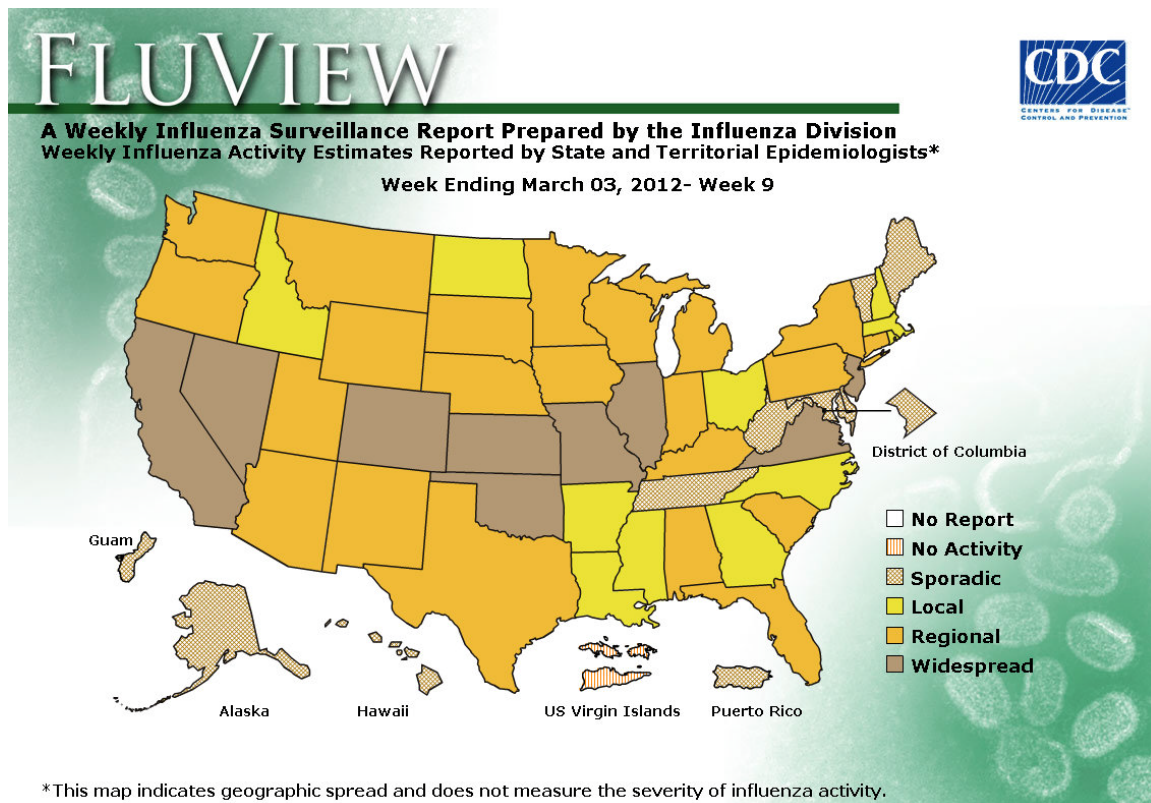 FLUVIEW
CDC
CENTERS FOR DISEASE™
CONTROL AND PREVENTION
A Weekly Influenza Surveillance Report Prepared by the Influenza Division
Weekly Influenza Activity Estimates Reported by State and Territorial Epidemiologists*
Week Ending March 03, 2012- Week 9
District of Columbia
No Report
No Activity
Sporadic
Local
Regional
Widespread
Guam
Alaska
Hawaii
US Virgin Islands
Puerto Rico
*This map indicates geographic spread and does not measure the severity of influenza activity.